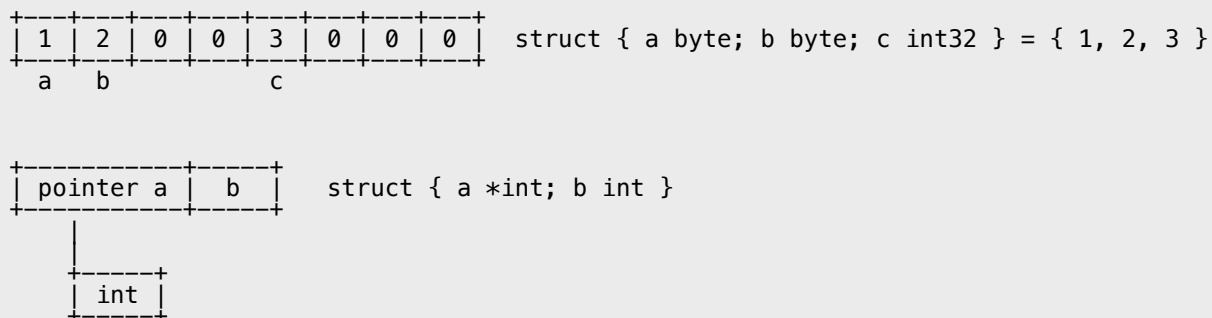 1 2 0 0 3 0 0 0 struct { a byte; b byte; c int32 } = { 1, 2, 3 }
a b c
pointer a b struct { a *int; b int }
int